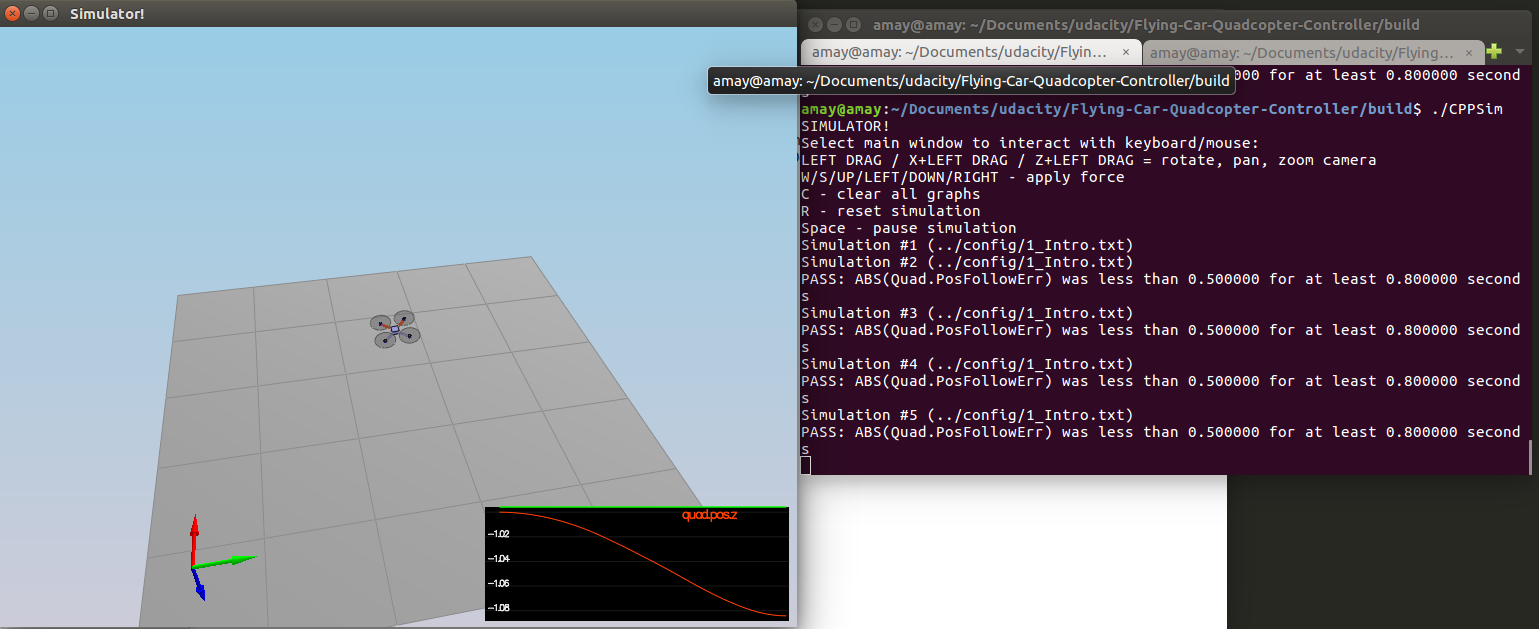 Simulator!
quad.pos.z
-1.02
-1.04
-1.06
-1.08
amay@amay: ~/Documents/udacity/Flying-Car-Quadcopter-Controller/build
amay@amay: ~/Documents/udacity/Flyin... ×
amay@amay: ~/Documents/udacity/Flying... ×
amay@amay: ~/Documents/udacity/Flying-Car-Quadcopter-Controller/build
000 for at least 0.800000 second
s
amay@amay:~/Documents/udacity/Flying-Car-Quadcopter-Controller/build$ ./CPPSim
SIMULATOR!
Select main window to interact with keyboard/mouse:
LEFT DRAG / X+LEFT DRAG / Z+LEFT DRAG = rotate, pan, zoom camera
W/S/UP/LEFT/DOWN/RIGHT - apply force
C - clear all graphs
R - reset simulation
Space - pause simulation
Simulation #1 (../config/1_Intro.txt)
Simulation #2 (../config/1_Intro.txt)
PASS: ABS(Quad.PosFollowErr) was less than 0.500000 for at least 0.800000 second
s
Simulation #3 (../config/1_Intro.txt)
PASS: ABS(Quad.PosFollowErr) was less than 0.500000 for at least 0.800000 second
s
Simulation #4 (../config/1_Intro.txt)
PASS: ABS(Quad.PosFollowErr) was less than 0.500000 for at least 0.800000 second
s
Simulation #5 (../config/1_Intro.txt)
PASS: ABS(Quad.PosFollowErr) was less than 0.500000 for at least 0.800000 second
s